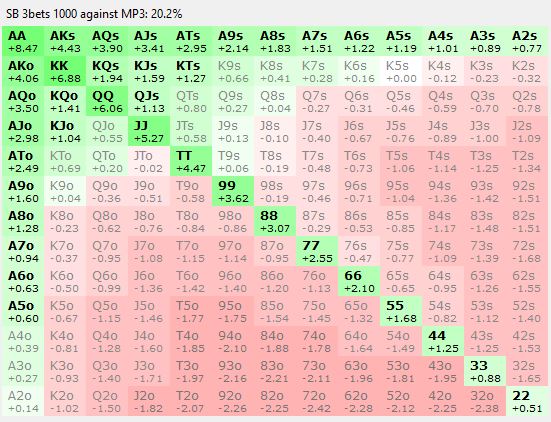 SB 3bets 1000 against MP3: 20.2%
AA AKs AQs AJs ATs A9s A8s A7s A6s A5s A4s A3s A2s
+8.47 +4.43 +3.90 +3.41 +2.95 +2.14 +1.83 +1.51 +1.22 +1.19 +1.01 +0.89 +0.77
AKo KK KQs KJs KTs K9s K8s K7s K6s K5s K4s K3s K2s
+4.06 +6.88 +1.94 +1.59 +1.27 +0.66 +0.41 +0.28 +0.16 +0.00 -0.12 -0.23 -0.32
AQo KQo QQ QJs QTs Q9s Q8s Q7s Q6s Q5s Q4s Q3s Q2s
+3.50 +1.41 +6.06 +1.13 +0.80 +0.27 +0.04 -0.27 -0.31 -0.46 -0.59 -0.70 -0.78
AJo KJo QJo JJ JTs J9s J8s J7s J6s J5s J4s J3s J2s
+2.98 +1.04 +0.55 +5.27 +0.58 +0.13 -0.10 -0.40 -0.67 -0.76 -0.89 -1.00 -1.09
ATo KTo QTo JTo TT T9s T8s T7s T6s T5s T4s T3s T2s
+2.49 +0.69 +0.20 -0.02 +4.47 +0.06 -0.19 -0.48 -0.73 -1.06 -1.14 -1.25 -1.34
A9o K9o Q9o J9o T9o 99 98s 97s 96s 95s 94s 93s 92s
+1.60 +0.04 -0.36 -0.51 -0.58 +3.62 -0.19 -0.46 -0.71 -1.04 -1.36 -1.42 -1.51
A8o K8o Q8o J8o T8o 98o 88 87s 86s 85s 84s 83s 82s
+1.28 -0.23 -0.62 -0.76 -0.84 -0.86 +3.07 -0.29 -0.53 -0.85 -1.17 -1.48 -1.51
A7o K7o Q7o J7o T7o 97o 87o 77 76s 75s 74s 73s 72s
+0.94 -0.37 -0.95 -1.08 -1.15 -1.14 -0.95 +2.55 -0.47 -0.77 -1.09 -1.39 -1.68
A6o K6o Q6o J6o T6o 96o 86o 76o 66 65s 64s 63s 62s
+0.63 -0.50 -0.99 -1.36 -1.42 -1.40 -1.20 -1.13 +2.10 -0.65 -0.95 -1.26 -1.55
A5o K5o Q5o J5o T5o 95o 85o 75o 65o 55 54s 53s 52s
+0.60 -0.67 -1.15 -1.46 -1.77 -1.75 -1.54 -1.45 -1.32 +1.68 -0.82 -1.12 -1.40
A4o K4o Q4o J4o T4o 94o 84o 74o 64o 54o 44 43s 42s
+0.39 -0.81 -1.28 -1.60 -1.85 -2.10 -1.88 -1.78 -1.64 -1.49 +1.25 -1.25 -1.53
A3o K3o Q3o J3o T3o 93o 83o 73o 63o 53o 43o 33 32s
+0.27 -0.93 -1.40 -1.71 -1.97 -2.16 -2.21 -2.11 -1.96 -1.81 -1.95 +0.88 -1.65
A2o K2o Q2o J2o T2o 92o 82o 72o 62o 52o 42o 32o 22
+0.14 -1.02 -1.50 -1.82 -2.07 -2.26 -2.25 -2.42 -2.28 -2.12 -2.25 -2.38 +0.51